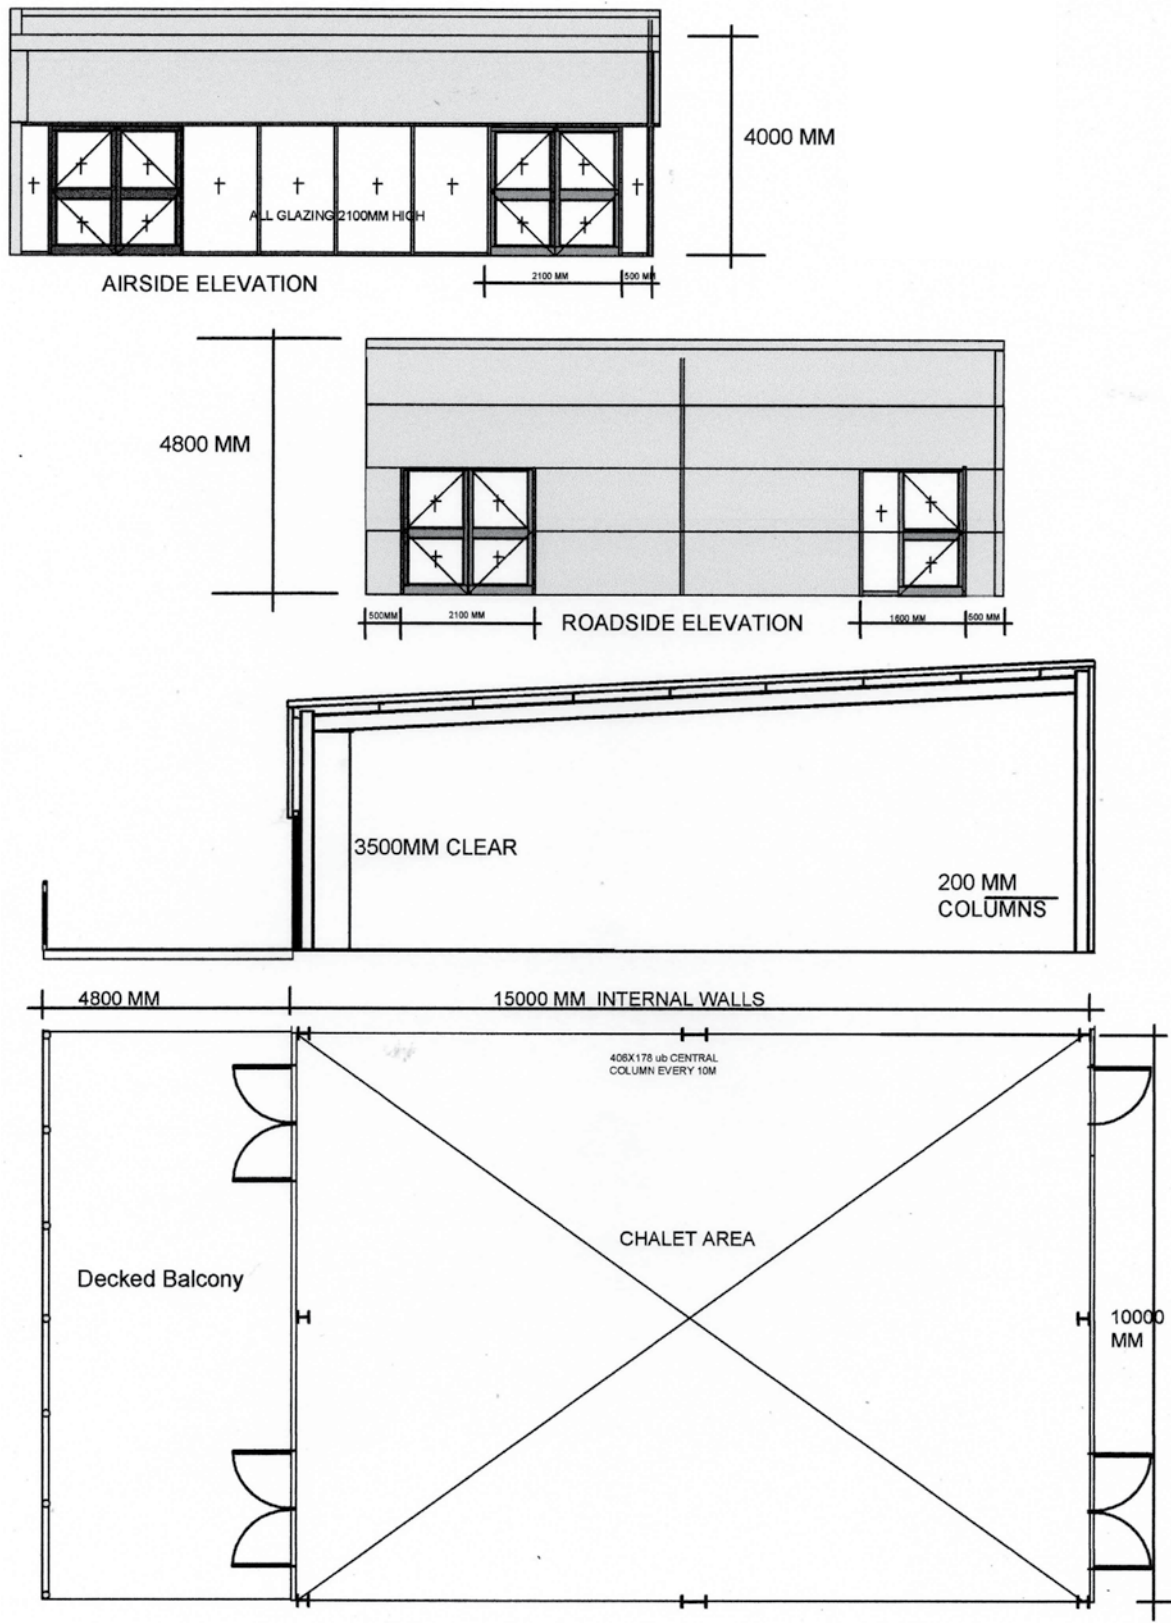 4000 MM
ALL GLAZING 2100MM HIGH
AIRSIDE ELEVATION
2100 MM
500 MM
4800 MM
500MM
2100 MM
ROADSIDE ELEVATION
1600 MM
500 MM
3500MM CLEAR
200 MM
COLUMNS
4800 MM
15000 MM INTERNAL WALLS
406X178 ub CENTRAL
COLUMN EVERY 10M
CHALET AREA
Decked Balcony
10000
MM